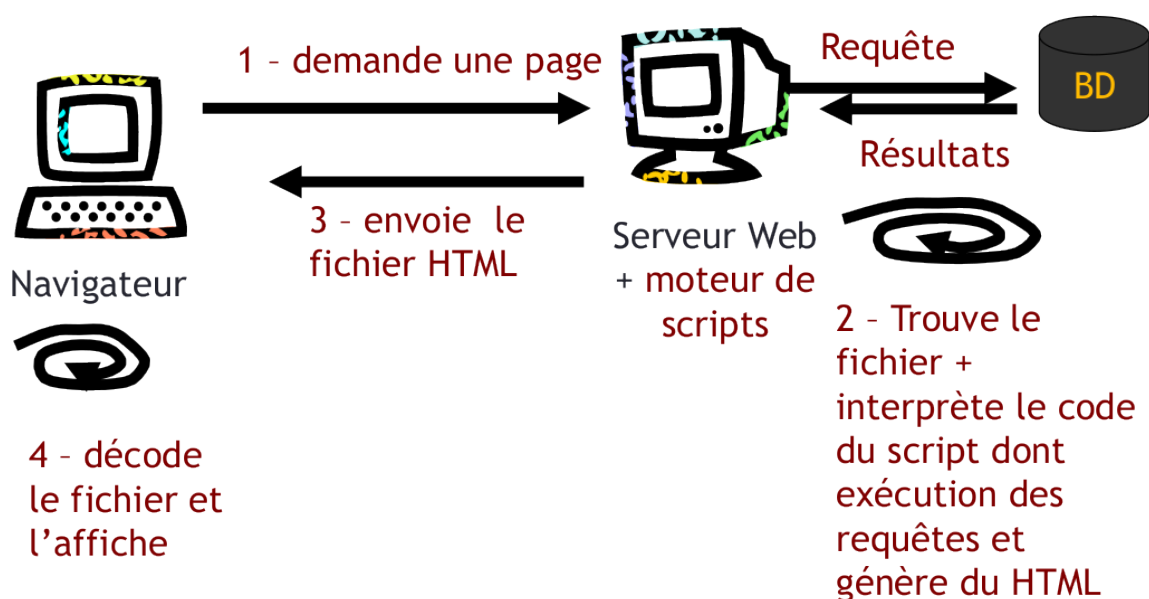 1 – demande une page
Requête
BD
Résultats
3 – envoie le
fichier HTML
Serveur Web
+ moteur de
scripts
Navigateur
2 – Trouve le
fichier +
interprète le code
du script dont
exécution des
requêtes et
génère du HTML
4 – décode
le fichier et
l’affiche